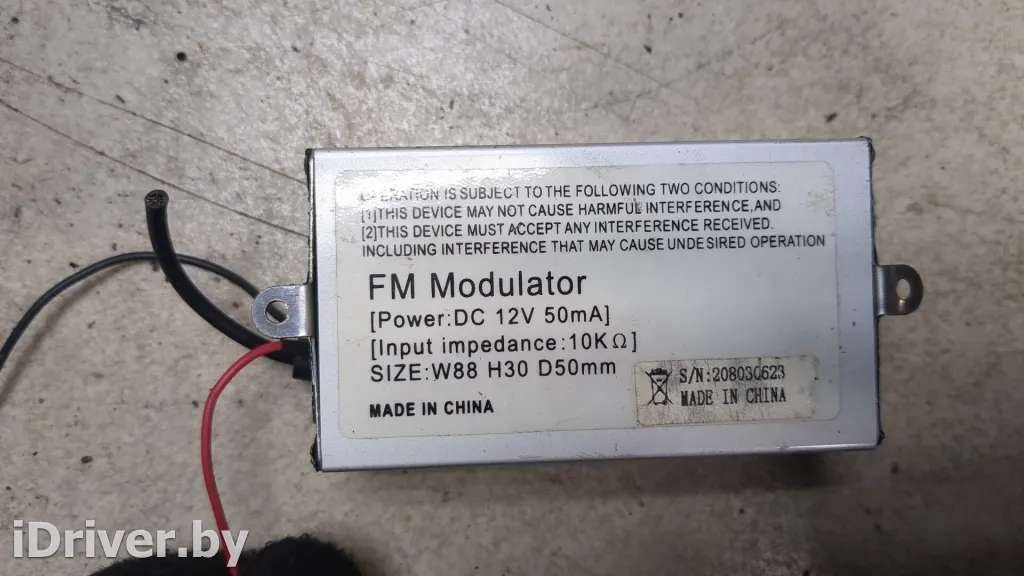 OPERATION IS SUBJECT TO THE FOLLOWING TWO CONDITIONS:
[1]THIS DEVICE MAY NOT CAUSE HARMFUL INTERFERENCE,AND
[2]THIS DEVICE MUST ACCEPT ANY INTERFERENCE RECEIVED.
INCLUDING INTERFERENCE THAT MAY CAUSE UNDESIRED OPERATION
FM Modulator
[Power:DC 12V 50mA]
[Input impedance:10KΩ]
SIZE:W88 H30 D50mm
MADE IN CHINA
S/N:208030623
MADE IN CHINA
iDriver.by